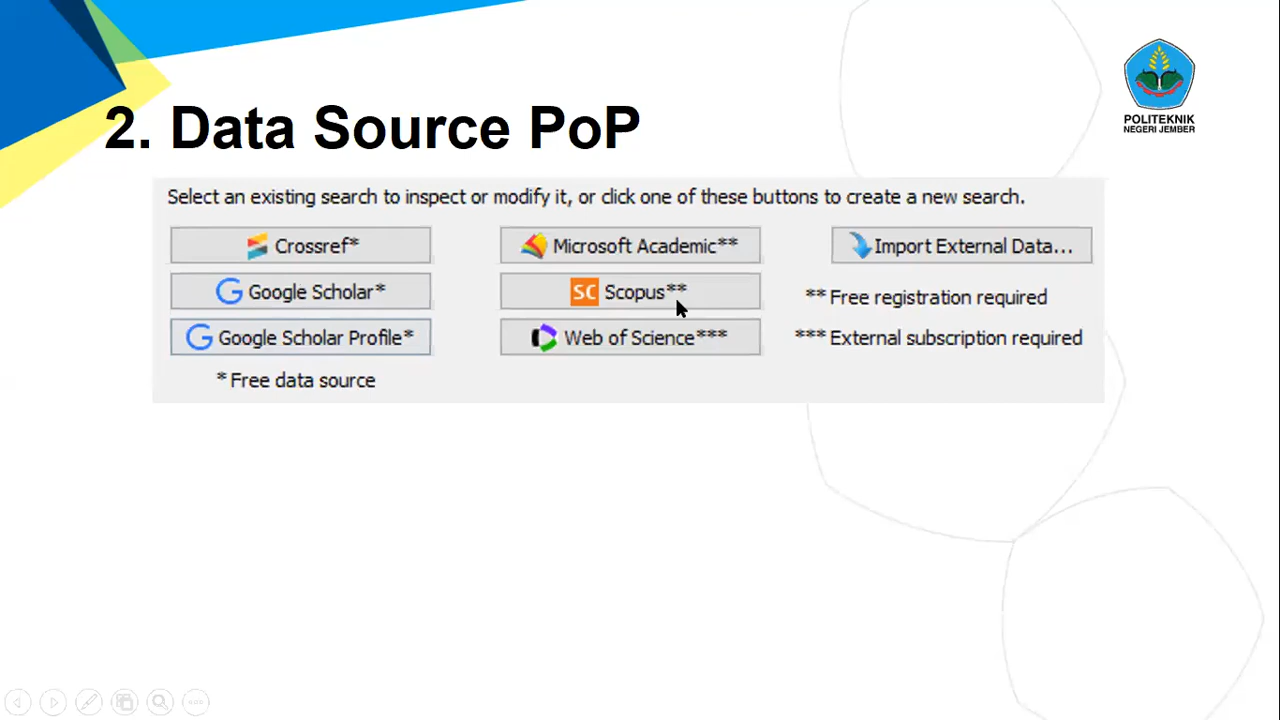 2. Data Source PoP
POLITEKNIK
NEGERI JEMBER
Select an existing search to inspect or modify it, or click one of these buttons to create a new search.
Crossref*
Microsoft Academic**
Import External Data...
Google Scholar*
SC Scopus**
** Free registration required
Google Scholar Profile*
Web of Science***
*** External subscription required
* Free data source